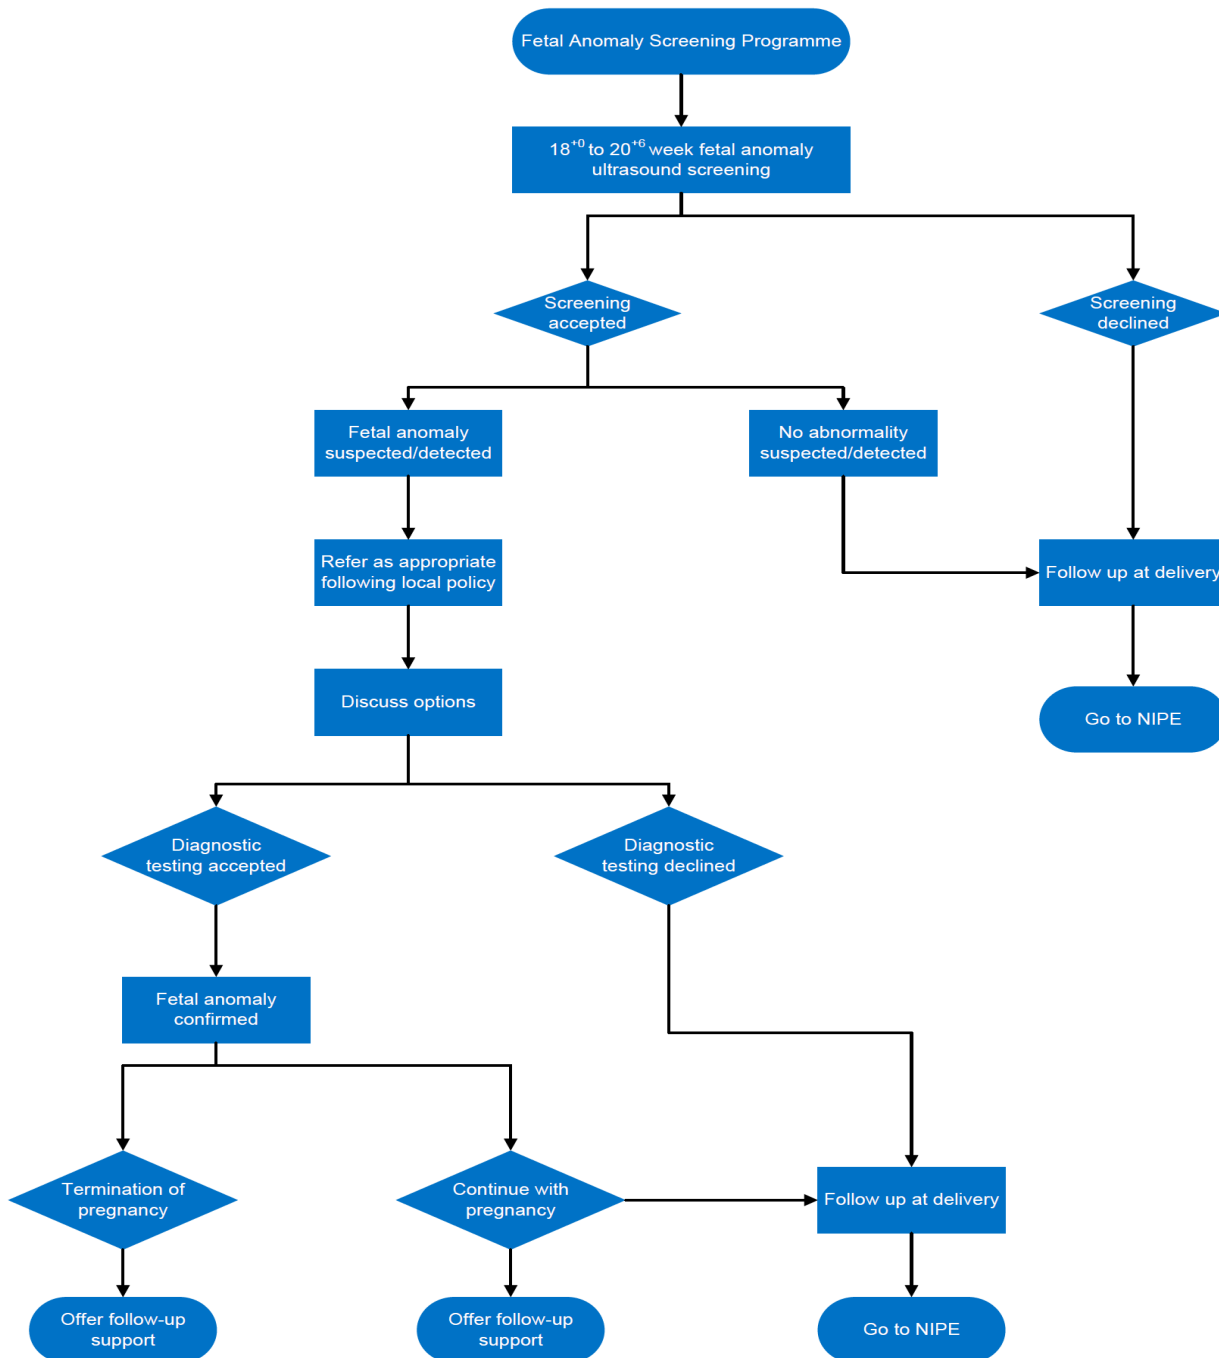 Fetal Anomaly Screening Programme
18⁺⁰ to 20⁺⁶ week fetal anomaly
ultrasound screening
Screening
accepted
Screening
declined
Fetal anomaly
suspected/detected
No abnormality
suspected/detected
Refer as appropriate
following local policy
Follow up at delivery
Discuss options
Go to NIPE
Diagnostic
testing accepted
Diagnostic
testing declined
Fetal anomaly
confirmed
Termination of
pregnancy
Continue with
pregnancy
Follow up at delivery
Offer follow-up
support
Offer follow-up
support
Go to NIPE